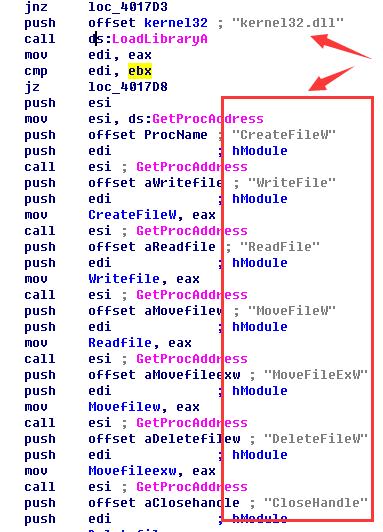 jnz loc_4017D3
push offset kernel32 ; "kernel32.dll"
call ds:LoadLibraryA
mov edi, eax
cmp edi, ebx
jz loc_4017D8
push esi
mov esi, ds:GetProcAddress
push offset ProcName ; "CreateFileW"
push edi ; hModule
call esi ; GetProcAddress
push offset aWritefile ; "WriteFile"
push edi ; hModule
mov CreateFileW, eax
call esi ; GetProcAddress
push offset aReadfile ; "ReadFile"
push edi ; hModule
mov Writefile, eax
call esi ; GetProcAddress
push offset aMovefilew ; "MoveFileW"
push edi ; hModule
mov Readfile, eax
call esi ; GetProcAddress
push offset aMovefileexw ; "MoveFileExW"
push edi ; hModule
mov Movefilew, eax
call esi ; GetProcAddress
push offset aDeletefilew ; "DeleteFileW"
push edi ; hModule
mov Movefileexw, eax
call esi ; GetProcAddress
push offset aClosehandle ; "CloseHandle"
push edi ; hModule